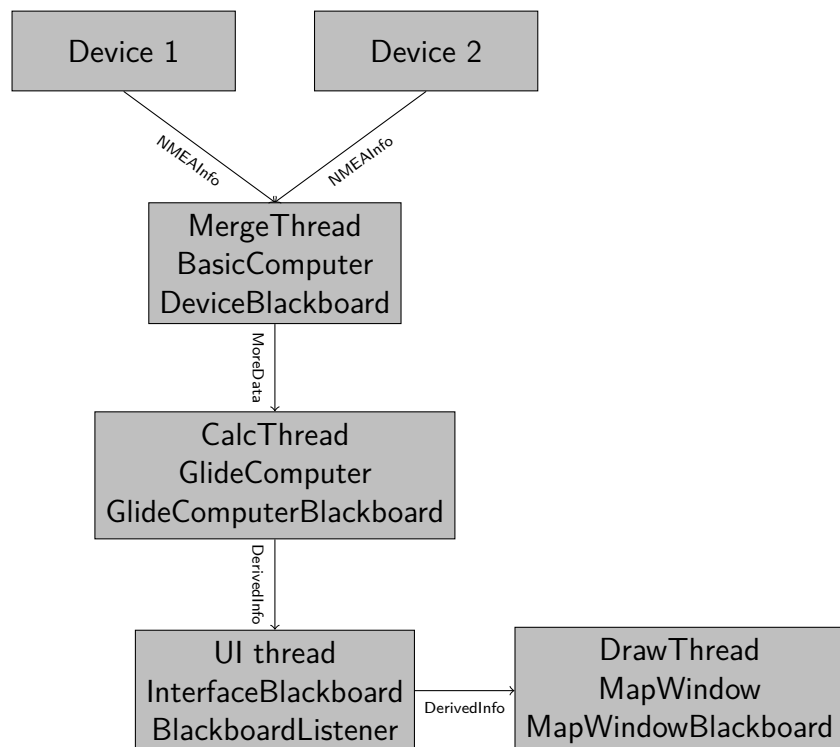 Device 1
Device 2
NMEAInfo
NMEAInfo
MergeThread
BasicComputer
DeviceBlackboard
MoreData
CalcThread
GlideComputer
GlideComputerBlackboard
DerivedInfo
UI thread
InterfaceBlackboard
BlackboardListener
DerivedInfo
DrawThread
MapWindow
MapWindowBlackboard